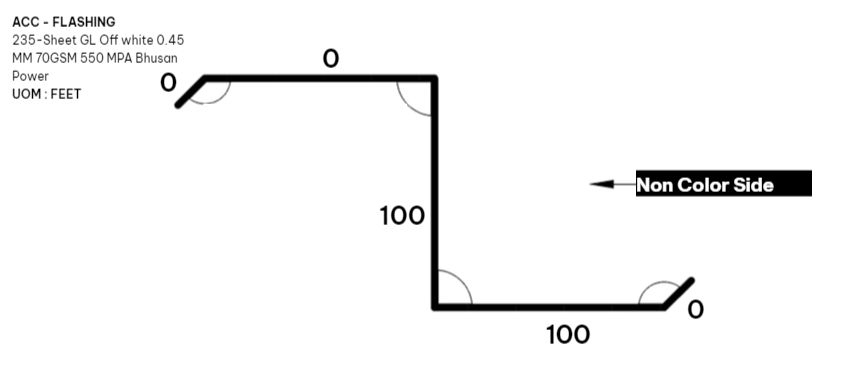 ACC - FLASHING
235-Sheet GL Off white 0.45
MM 70GSM 550 MPA Bhusan
Power
UOM : FEET
0
0
100
Non Color Side
0
100